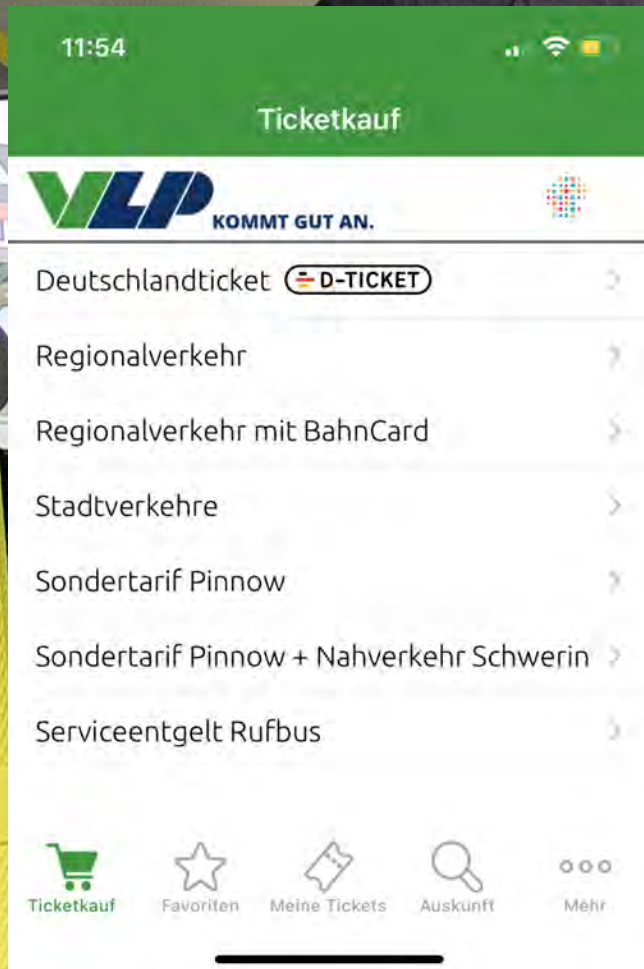 11:54
Ticketkauf
VLP KOMMT GUT AN.
Deutschlandticket D-TICKET
Regionalverkehr
Regionalverkehr mit BahnCard
Stadtverkehre
Sondertarif Pinnow
Sondertarif Pinnow + Nahverkehr Schwerin
Serviceentgelt Rufbus
Ticketkauf Favoriten Meine Tickets Auskunft Mehr